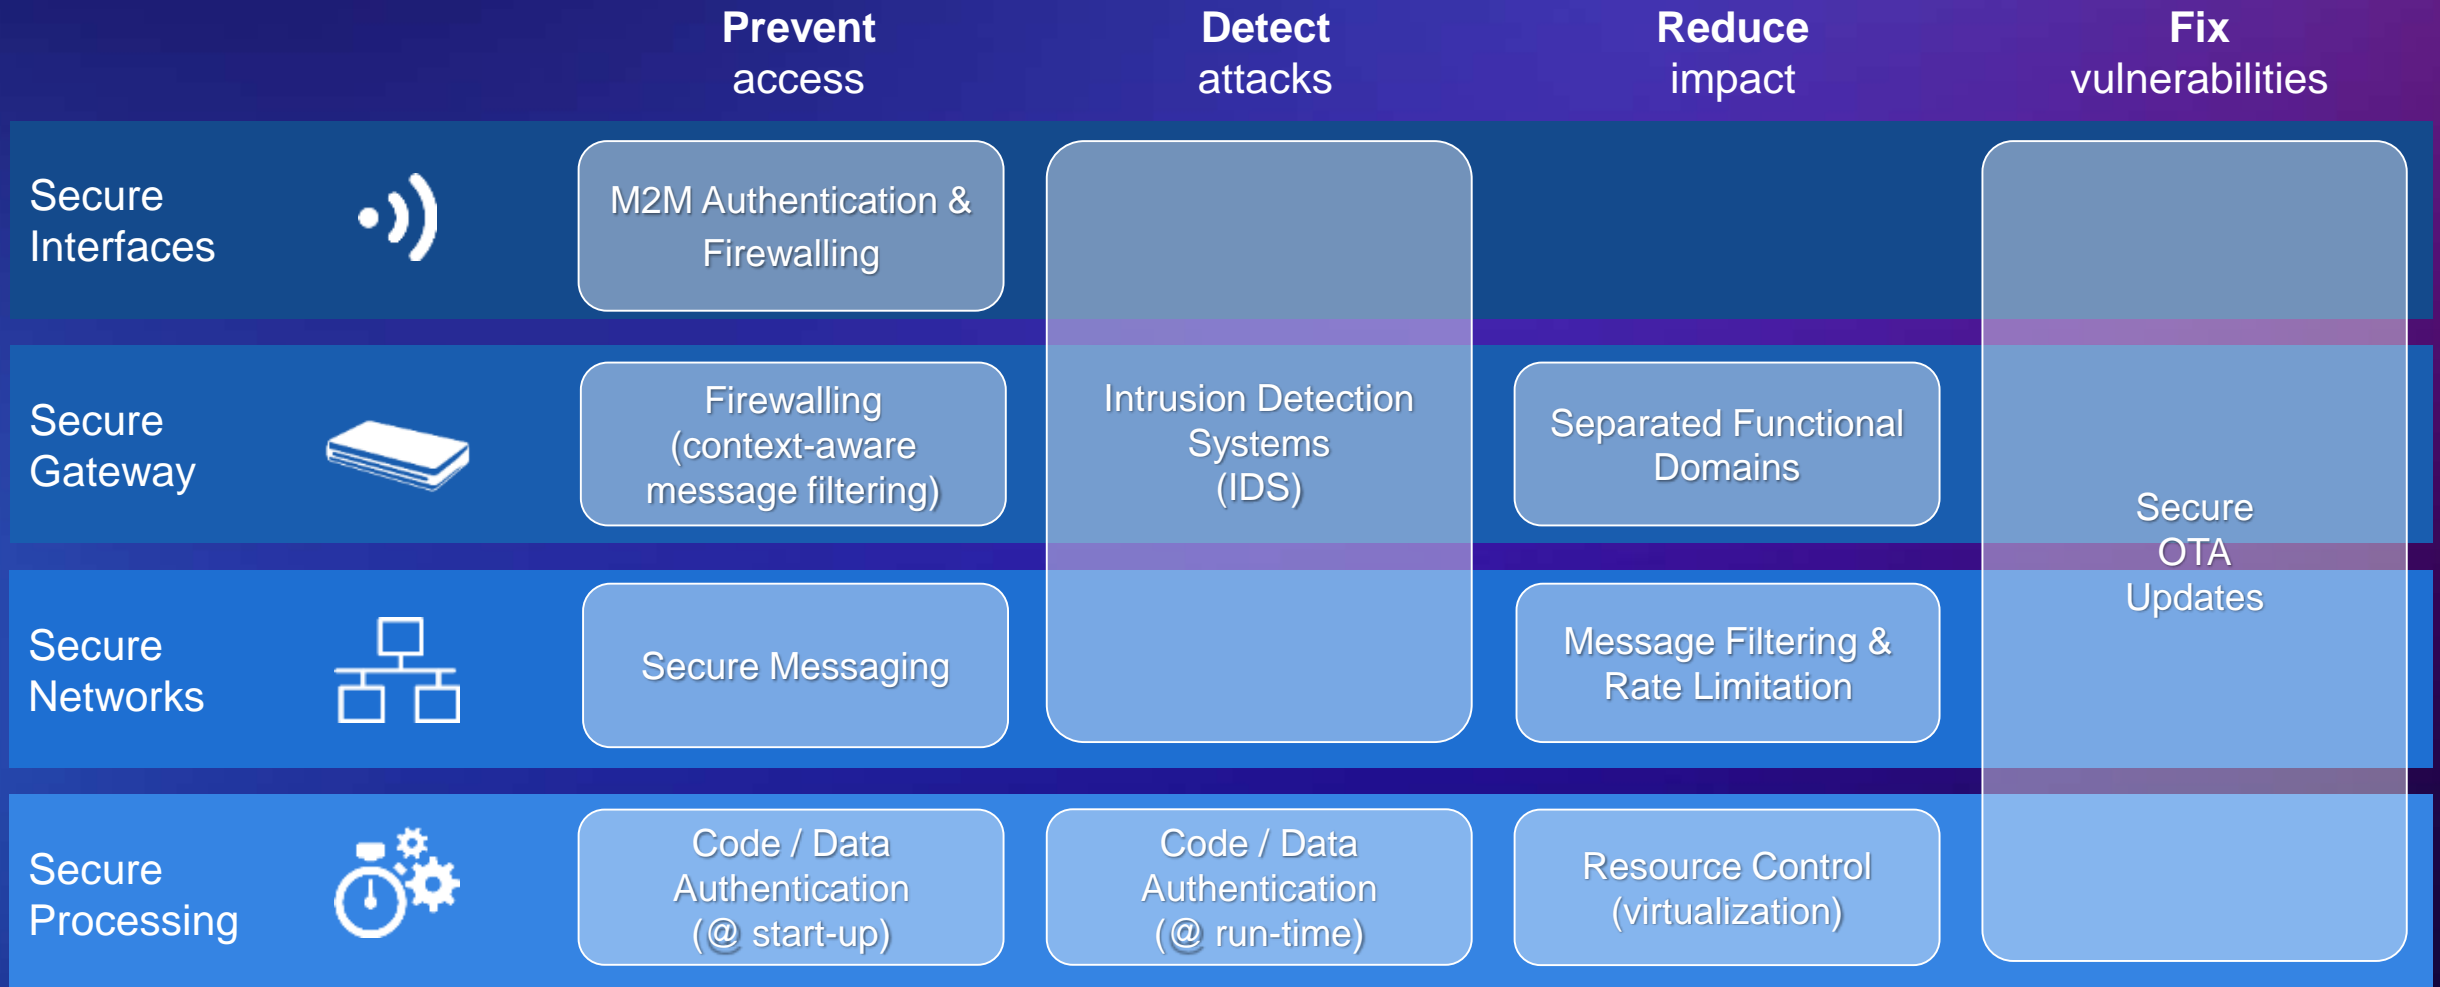 Prevent
access
Detect
attacks
Reduce
impact
Fix
vulnerabilities
Secure
Interfaces
M2M Authentication &
Firewalling
Secure
Gateway
Firewalling
(context-aware
message filtering)
Intrusion Detection
Systems
(IDS)
Separated Functional
Domains
Secure
OTA
Updates
Secure
Networks
Secure Messaging
Message Filtering &
Rate Limitation
Secure
Processing
Code / Data
Authentication
(@ start-up)
Code / Data
Authentication
(@ run-time)
Resource Control
(virtualization)